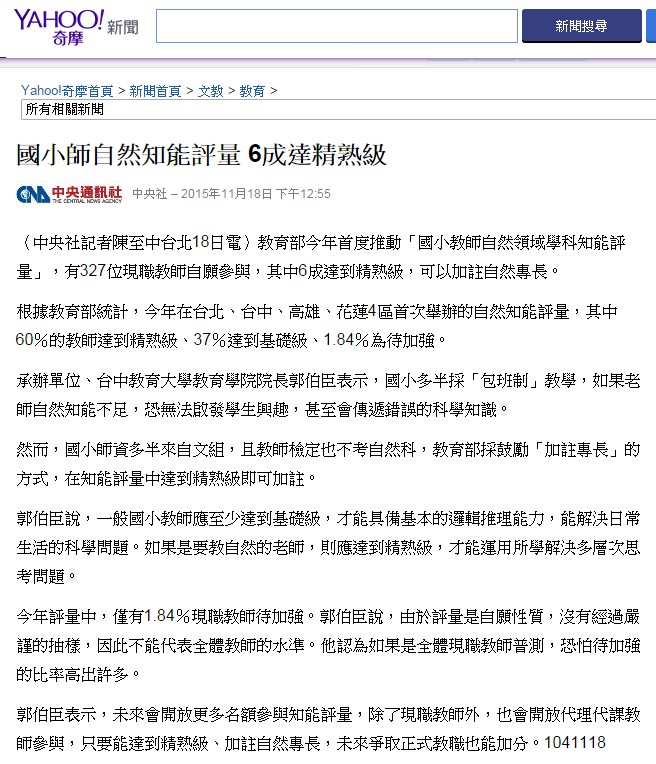 YAHOO! 新聞
奇摩
新聞搜尋
Yahoo!奇摩首頁 > 新聞首頁 > 文教 > 教育 >
所有相關新聞
國小師自然知能評量 6成達精熟級
CNA 中央通訊社 中央社 – 2015年11月18日 下午12:55
THE CENTRAL NEWS AGENCY
（中央社記者陳至中台北18日電）教育部今年首度推動「國小教師自然領域學科知能評
量」，有327位現職教師自願參與，其中6成達到精熟級，可以加註自然專長。
根據教育部統計，今年在台北、台中、高雄、花蓮4區首次舉辦的自然知能評量，其中
60％的教師達到精熟級、37％達到基礎級、1.84％為待加強。
承辦單位、台中教育大學教育學院院長郭伯臣表示，國小多半採「包班制」教學，如果老
師自然知能不足，恐無法啟發學生興趣，甚至會傳遞錯誤的科學知識。
然而，國小師資多半來自文組，且教師檢定也不考自然科，教育部採鼓勵「加註專長」的
方式，在知能評量中達到精熟級即可加註。
郭伯臣說，一般國小教師應至少達到基礎級，才能具備基本的邏輯推理能力，能解決日常
生活的科學問題。如果是要教自然的老師，則應達到精熟級，才能運用所學解決多層次思
考問題。
今年評量中，僅有1.84％現職教師待加強。郭伯臣說，由於評量是自願性質，沒有經過嚴
謹的抽樣，因此不能代表全體教師的水準。他認為如果是全體現職教師普測，恐怕待加強
的比率高出許多。
郭伯臣表示，未來會開放更多名額參與知能評量，除了現職教師外，也會開放代理代課教
師參與，只要能達到精熟級、加註自然專長，未來爭取正式教職也能加分。1041118